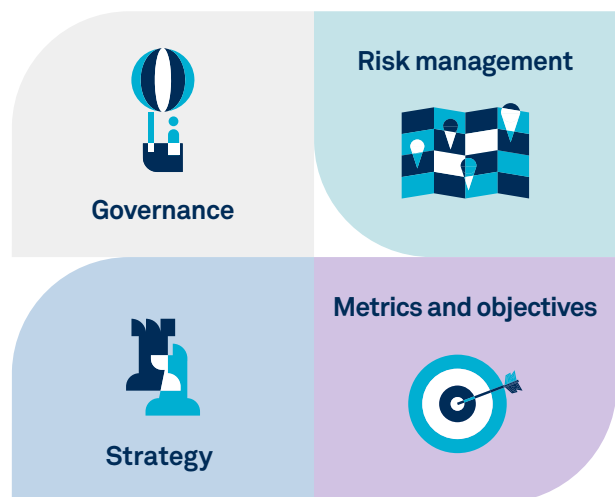 Governance
Risk management
Strategy
Metrics and objectives